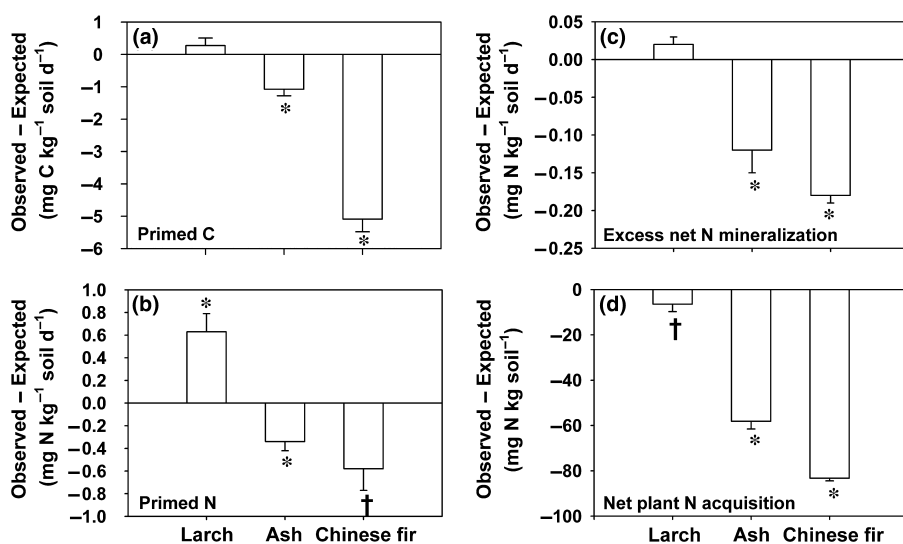 (a)
Observed – Expected
(mg C kg⁻¹ soil d⁻¹)
1
0
–1
–2
–3
–4
–5
–6
*
*
Primed C
(c)
Observed – Expected
(mg N kg⁻¹ soil d⁻¹)
0.05
0.00
–0.05
–0.10
–0.15
–0.20
–0.25
*
*
Excess net N mineralization
(b)
Observed – Expected
(mg N kg⁻¹ soil d⁻¹)
1.0
0.8
0.6
0.4
0.2
0.0
–0.2
–0.4
–0.6
–0.8
–1.0
*
*
†
Primed N
Larch Ash Chinese fir
(d)
Observed – Expected
(mg N kg soil⁻¹)
0
–20
–40
–60
–80
–100
†
*
*
Net plant N acquisition
Larch Ash Chinese fir